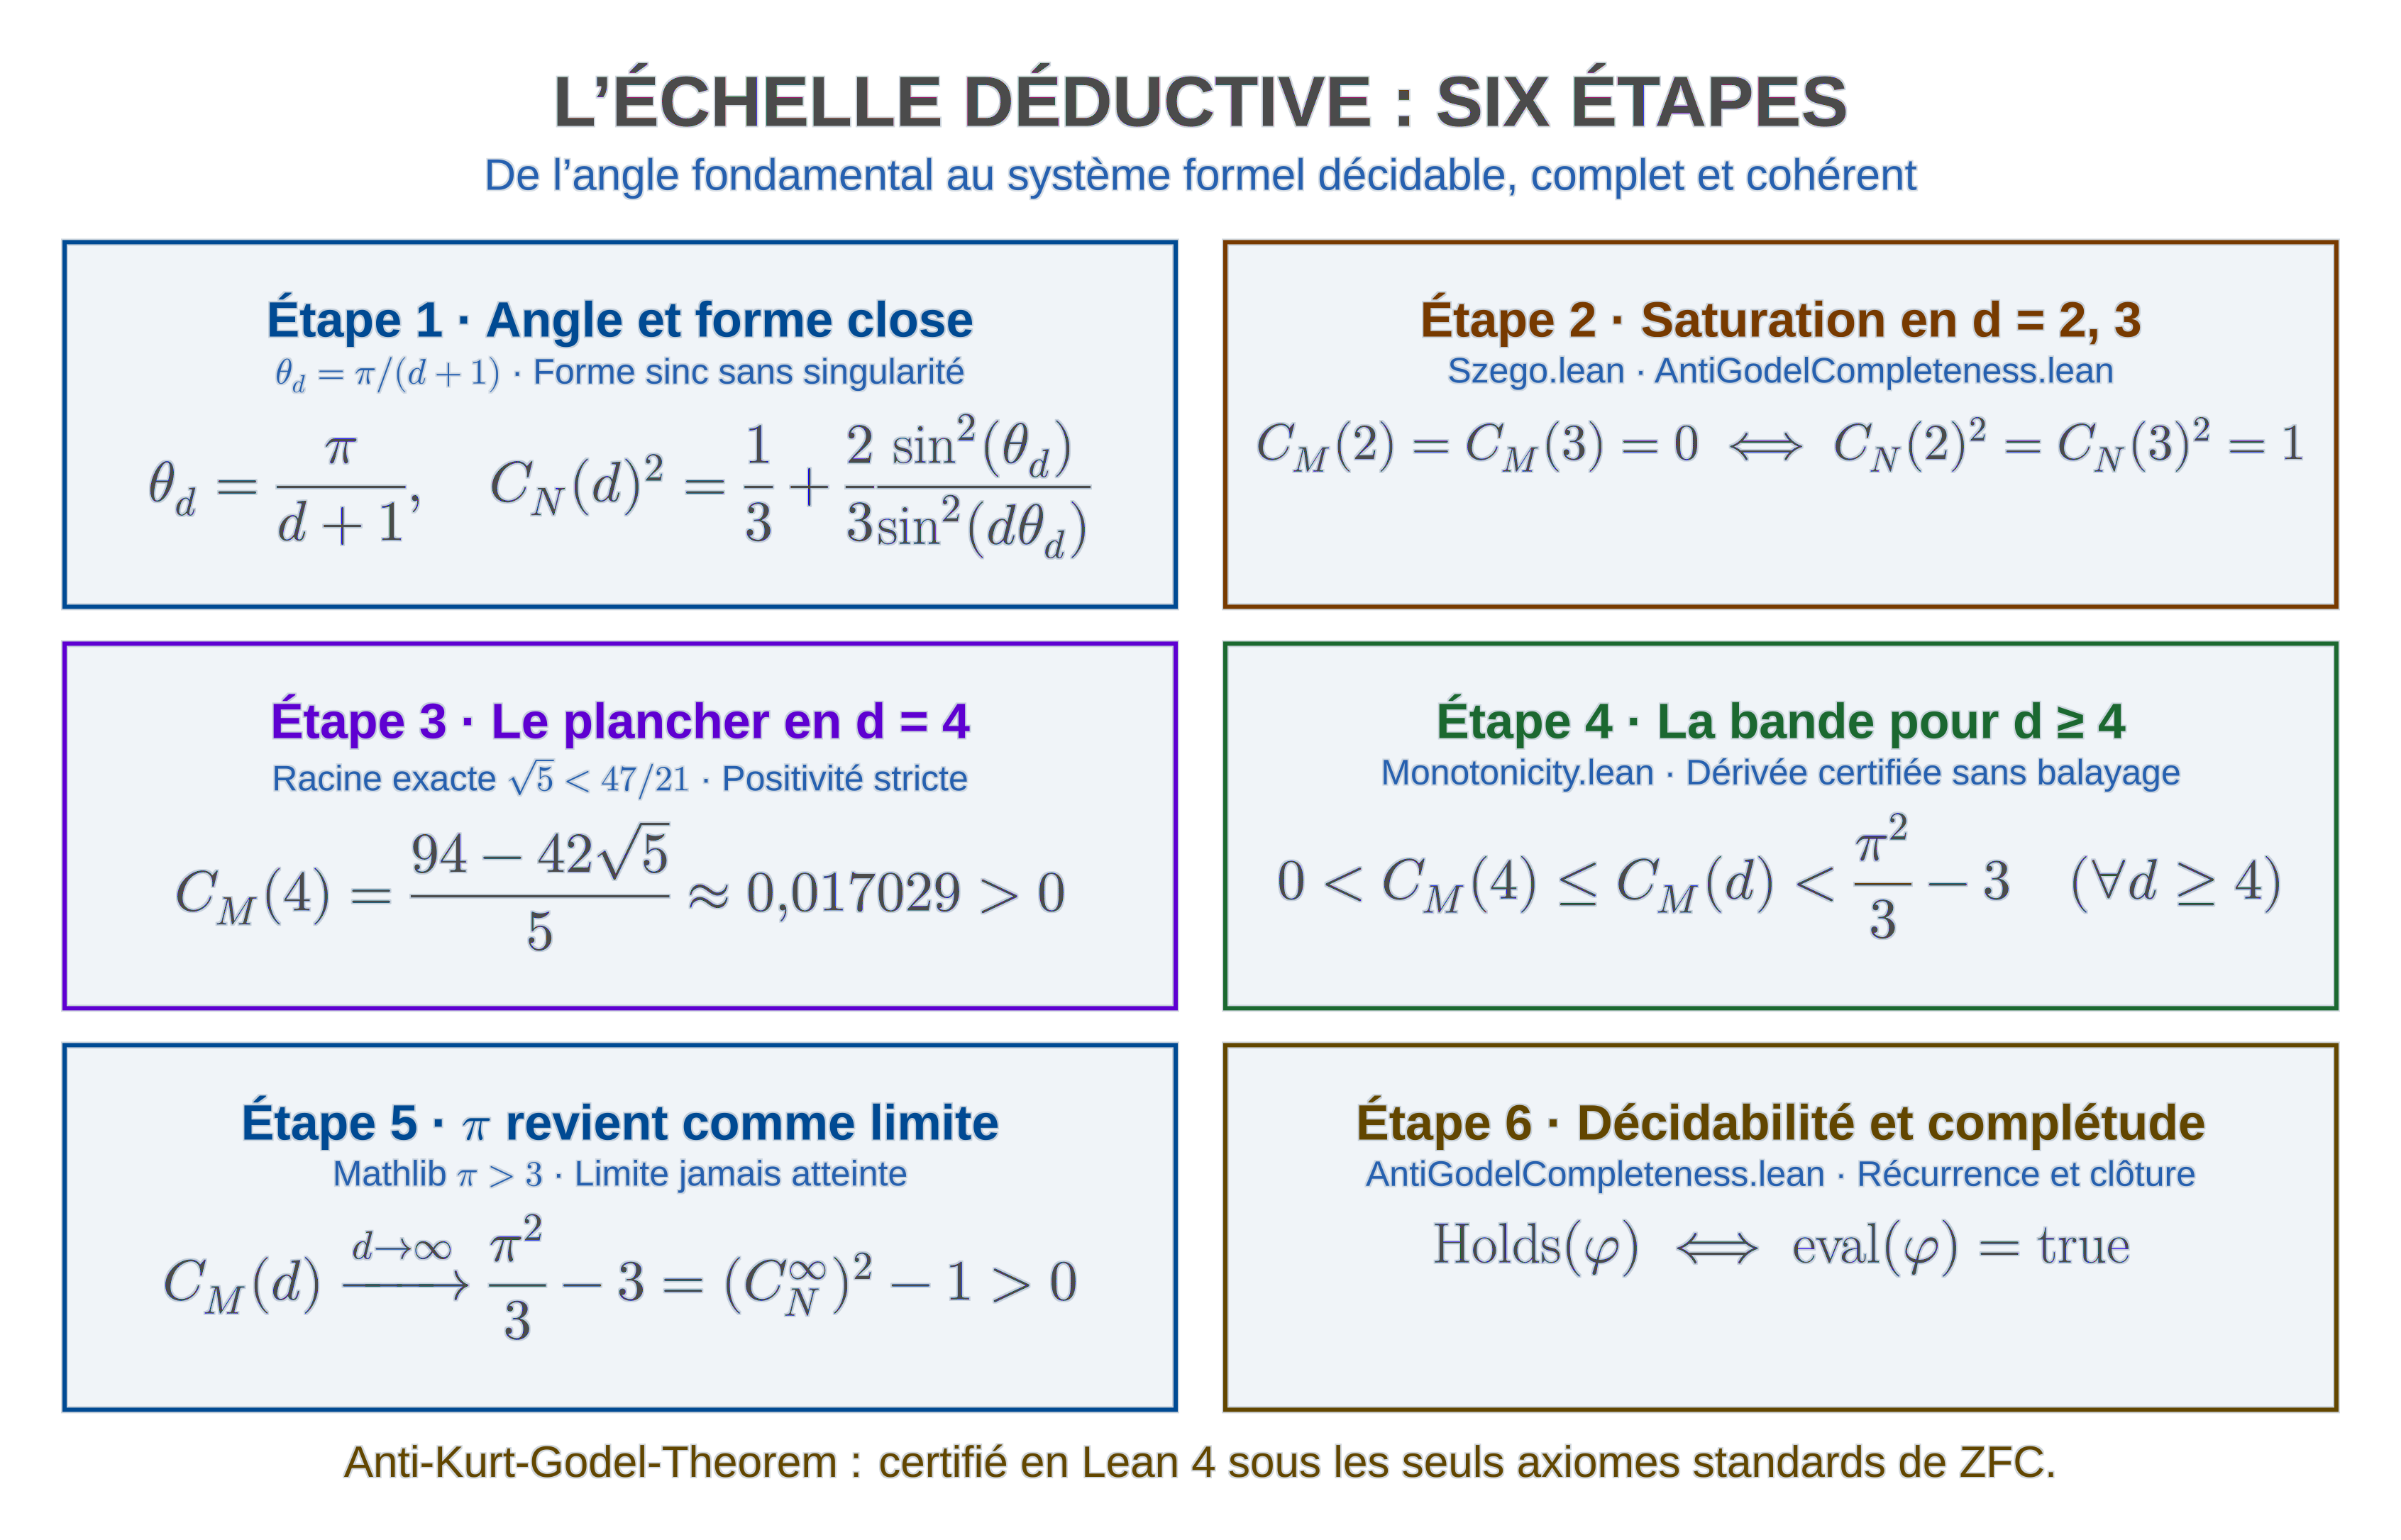 L’ÉCHELLE DÉDUCTIVE : SIX ÉTAPES
De l’angle fondamental au système formel décidable, complet et cohérent
Étape 1 · Angle et forme close
θ_d = π/(d + 1) · Forme sinc sans singularité
θ_d = π/(d + 1), C_N(d)² = 1/3 + 2/3 sin²(θ_d)/sin²(dθ_d)
Étape 2 · Saturation en d = 2, 3
Szego.lean · AntiGodelCompleteness.lean
C_M(2) = C_M(3) = 0 ⟺ C_N(2)² = C_N(3)² = 1
Étape 3 · Le plancher en d = 4
Racine exacte √5 < 47/21 · Positivité stricte
C_M(4) = (94 − 42√5)/5 ≈ 0,017029 > 0
Étape 4 · La bande pour d ≥ 4
Monotonicity.lean · Dérivée certifiée sans balayage
0 < C_M(4) ≤ C_M(d) < π²/3 − 3 (∀d ≥ 4)
Étape 5 · π revient comme limite
Mathlib π > 3 · Limite jamais atteinte
C_M(d) —d→∞→ π²/3 − 3 = (C_N^∞)² − 1 > 0
Étape 6 · Décidabilité et complétude
AntiGodelCompleteness.lean · Récurrence et clôture
Holds(φ) ⟺ eval(φ) = true
Anti-Kurt-Godel-Theorem : certifié en Lean 4 sous les seuls axiomes standards de ZFC.